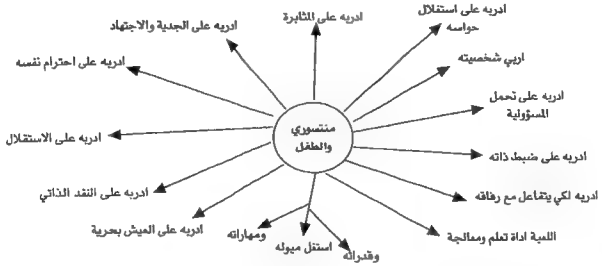 ادربه على استغلال
حواسه
ادربه على المثابرة
ادربه على الجدية والاجتهاد
ادربه على احترام نفسه
اربي شخصيته
ادربه على تحمل
المسؤولية
منتسوري
والطفل
ادربه على الاستقلال
ادربه على ضبط ذاته
ادربه على النقد الذاتي
ادربه لكي يتفاعل مع رفاقه
ادربه على العيش بحرية
اللعبة اداة تعلم ومعالجة
ومهاراته
استغل ميوله
وقدراته